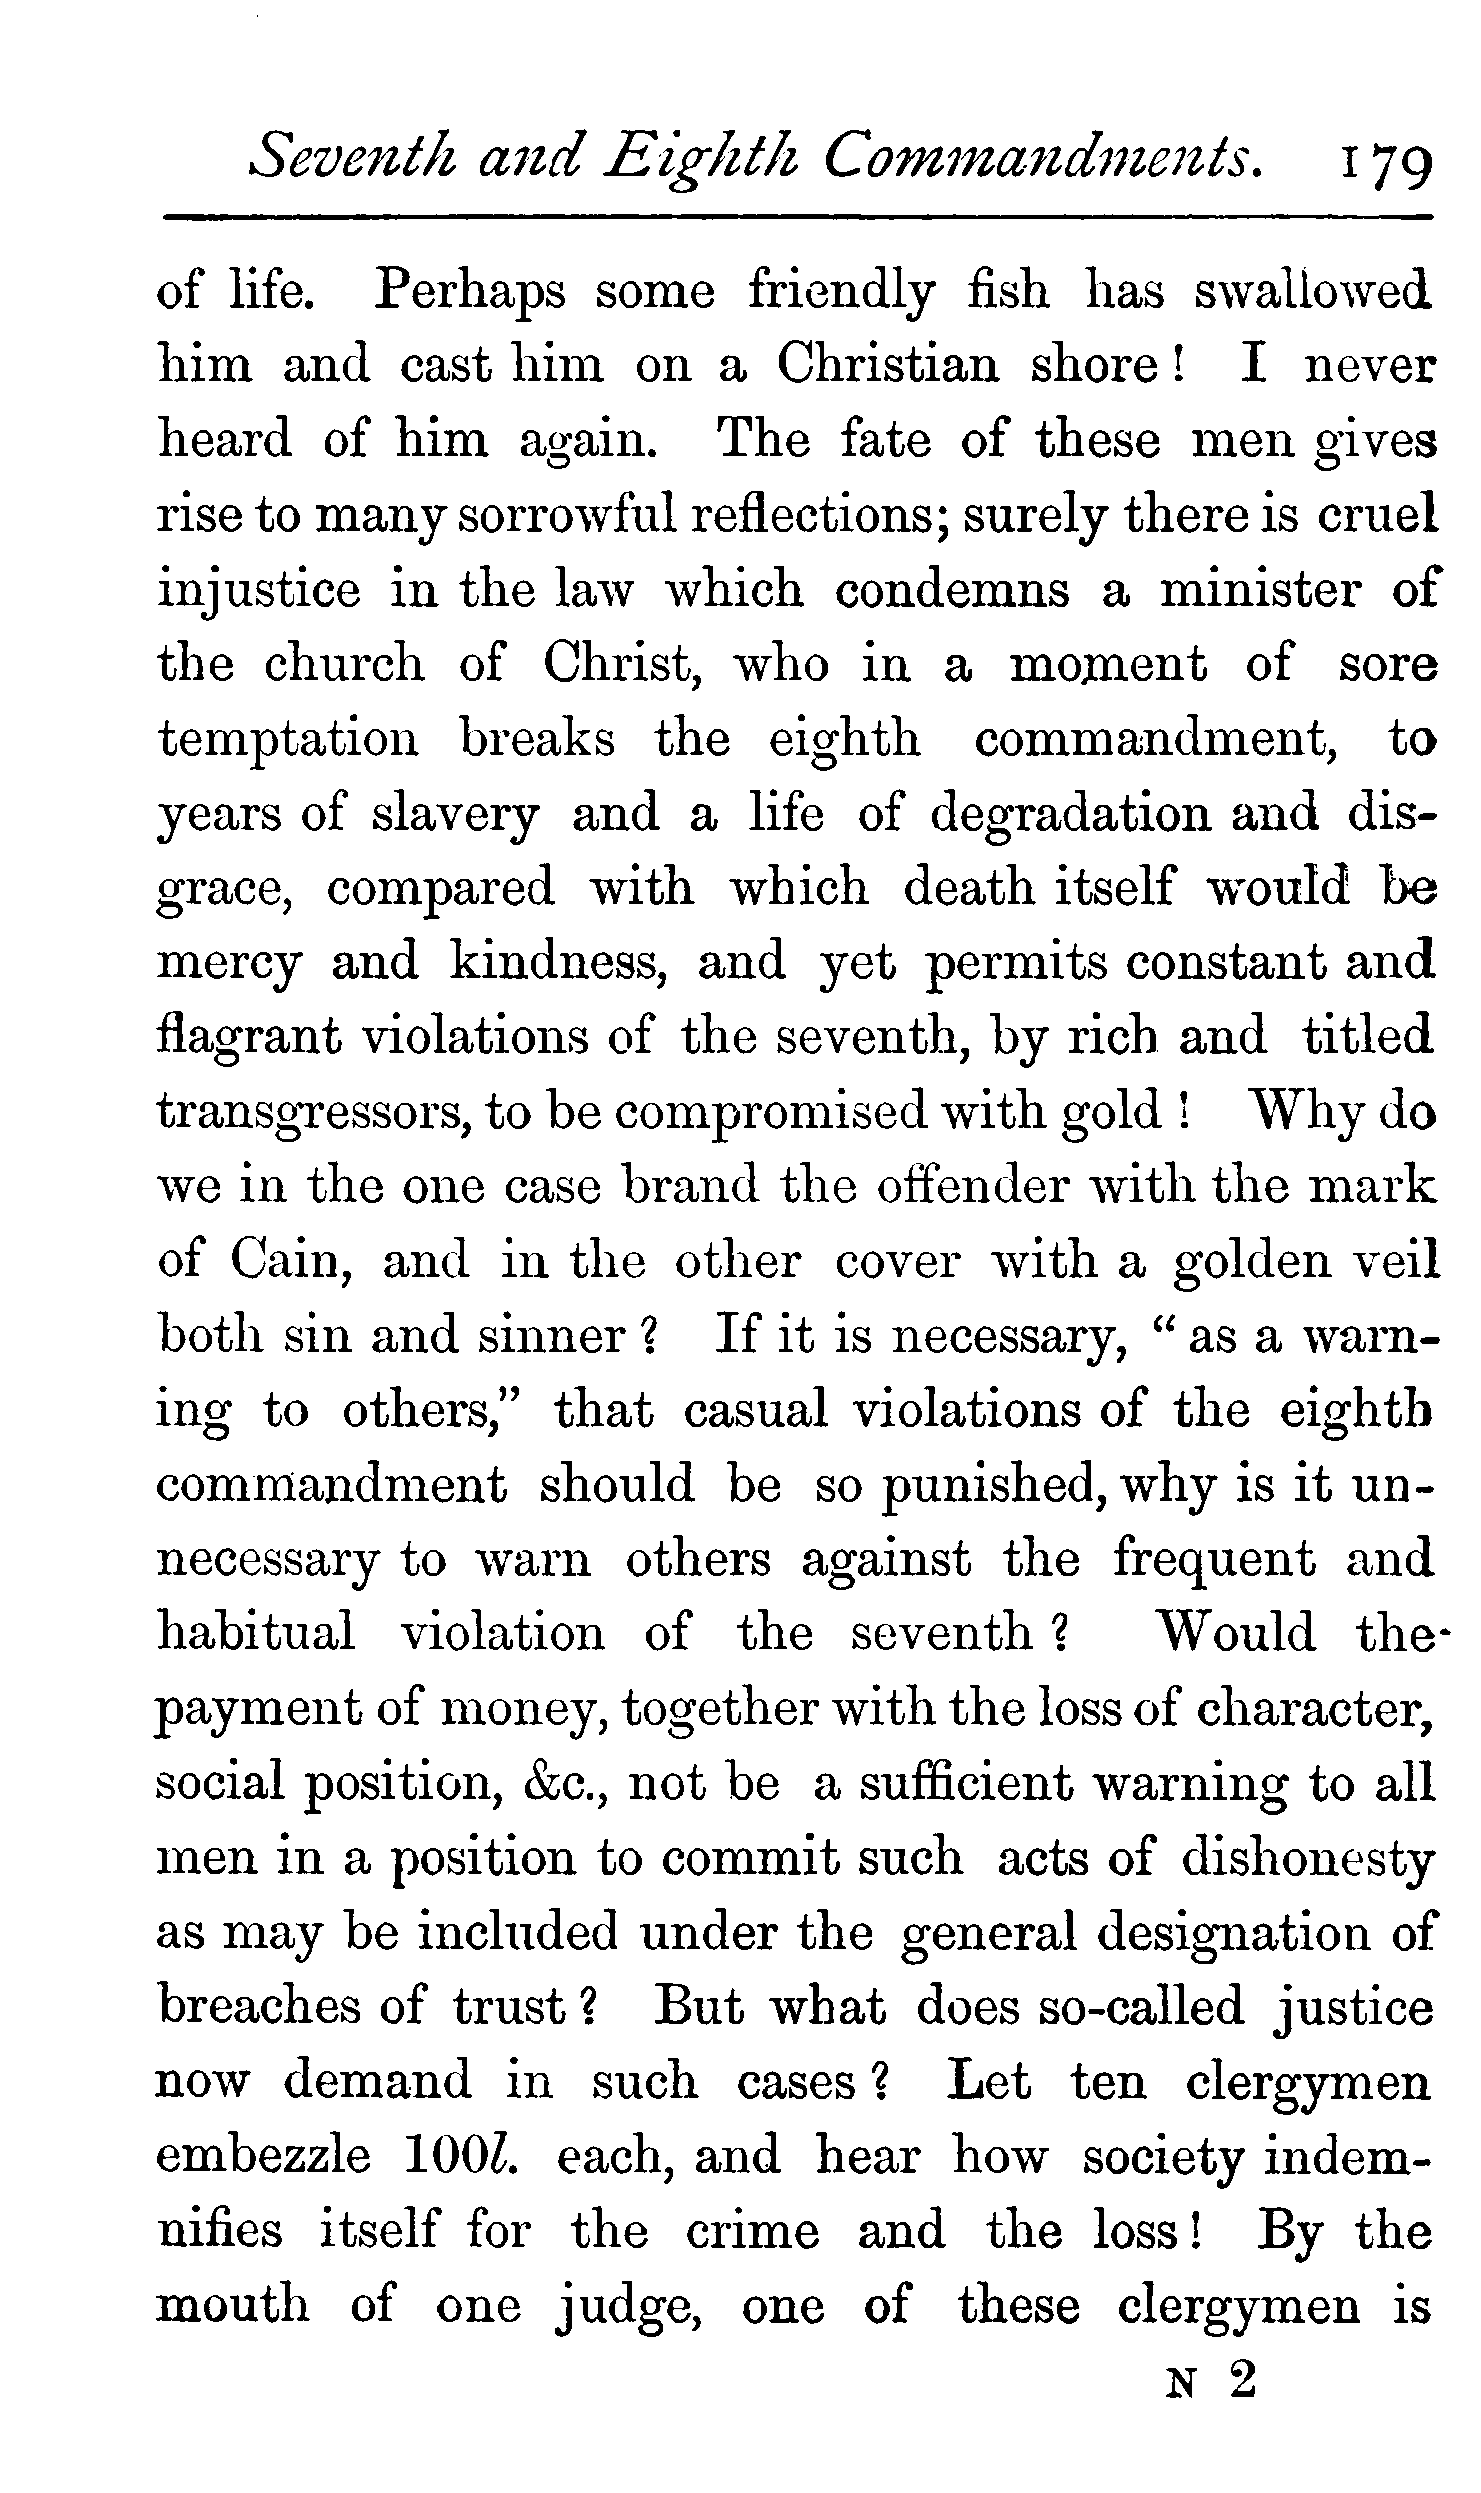 Seventh and Eighth Commandments. 179
of life. Perhaps some friendly fish has swallowed
him and cast him on a Christian shore! I never
heard of him again. The fate of these men gives
rise to many sorrowful reflections; surely there is cruel
injustice in the law which condemns a minister of
the church of Christ, who in a moment of sore
temptation breaks the eighth commandment, to
years of slavery and a life of degradation and dis-
grace, compared with which death itself would be
mercy and kindness, and yet permits constant and
flagrant violations of the seventh, by rich and titled
transgressors, to be compromised with gold! Why do
we in the one case brand the offender with the mark
of Cain, and in the other cover with a golden veil
both sin and sinner? If it is necessary, “as a warn-
ing to others,” that casual violations of the eighth
commandment should be so punished, why is it un-
necessary to warn others against the frequent and
habitual violation of the seventh? Would the
payment of money, together with the loss of character,
social position, &c., not be a sufficient warning to all
men in a position to commit such acts of dishonesty
as may be included under the general designation of
breaches of trust? But what does so-called justice
now demand in such cases? Let ten clergymen
embezzle 100l. each, and hear how society indem-
nifies itself for the crime and the loss! By the
mouth of one judge, one of these clergymen is
N 2